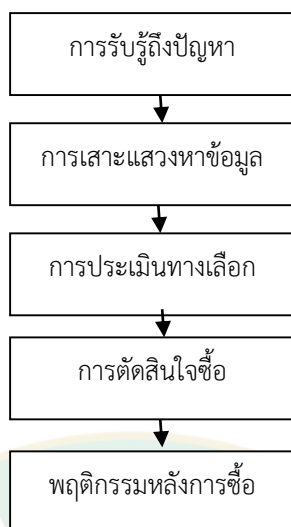 การรับรู้ถึงปัญหา
การเสาะแสวงหาข้อมูล
การประเมินทางเลือก
การตัดสินใจซื้อ
พฤติกรรมหลังการซื้อ